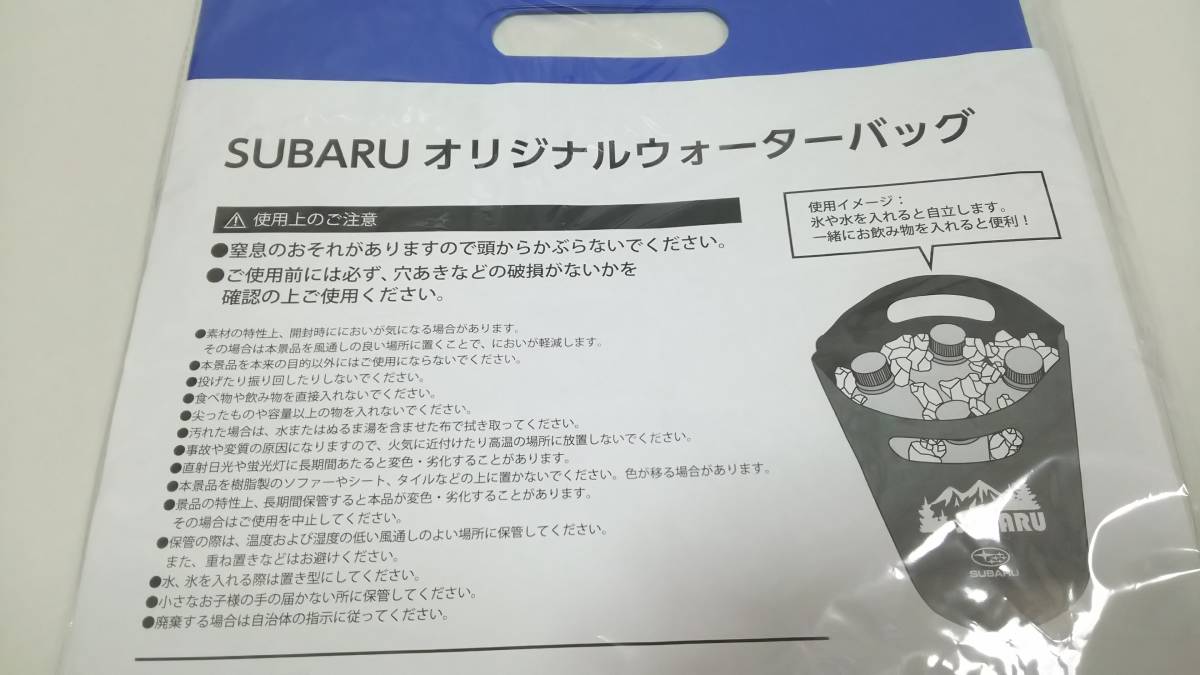 SUBARU オリジナルウォーターバッグ
使用上のご注意
●窒息のおそれがありますので頭からかぶらないでください。
●ご使用前には必ず、穴あきなどの破損がないかを
確認の上ご使用ください。
使用イメージ：
氷や水を入れると自立します。
一緒にお飲み物を入れると便利！
●素材の特性上、開封時ににおいが気になる場合があります。
その場合は本景品を風通しの良い場所に置くことで、においが軽減します。
●本景品を本来の目的以外にはご使用にならないでください。
●投げたり振り回したりしないでください。
●食べ物や飲み物を直接入れないでください。
●尖ったものや容量以上の物を入れないでください。
●汚れた場合は、水またはぬるま湯を含ませた布で拭き取ってください。
●事故や変質の原因になりますので、火気に近付けたり高温の場所に放置しないでください。
●直射日光や蛍光灯に長期間あたると変色・劣化することがあります。
●本景品を樹脂製のソファーやシート、タイルなどの上に置かないでください。色が移る場合があります。
●景品の特性上、長期間保管すると本品が変色・劣化することがあります。
その場合はご使用を中止してください。
●保管の際は、温度および湿度の低い風通しのよい場所に保管してください。
また、重ね置きなどはお避けください。
●水、氷を入れる際は置き型にしてください。
●小さなお子様の手の届かない所に保管してください。
●廃棄する場合は自治体の指示に従ってください。
SUBARU
SUBARU